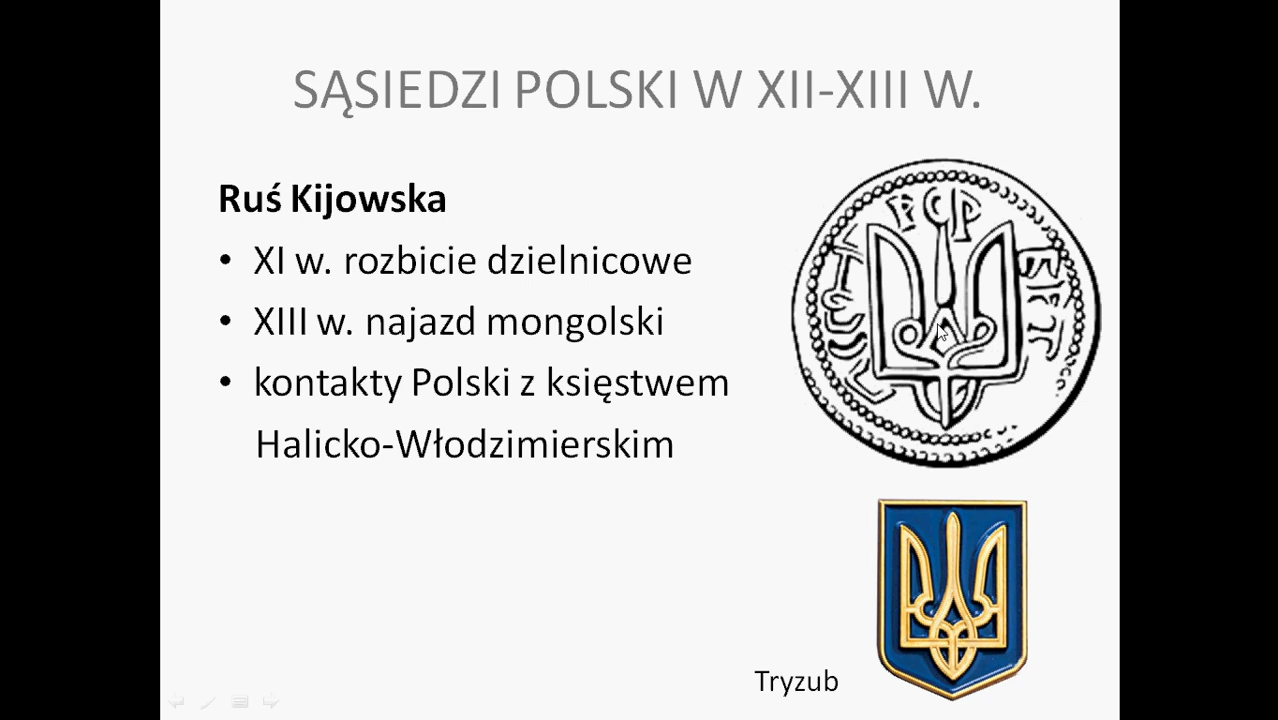 SĄSIEDZI POLSKI W XII-XIII W.
Ruś Kijowska
• XI w. rozbicie dzielnicowe
• XIII w. najazd mongolski
• kontakty Polski z księstwem
Halicko-Włodzimierskim
Tryzub